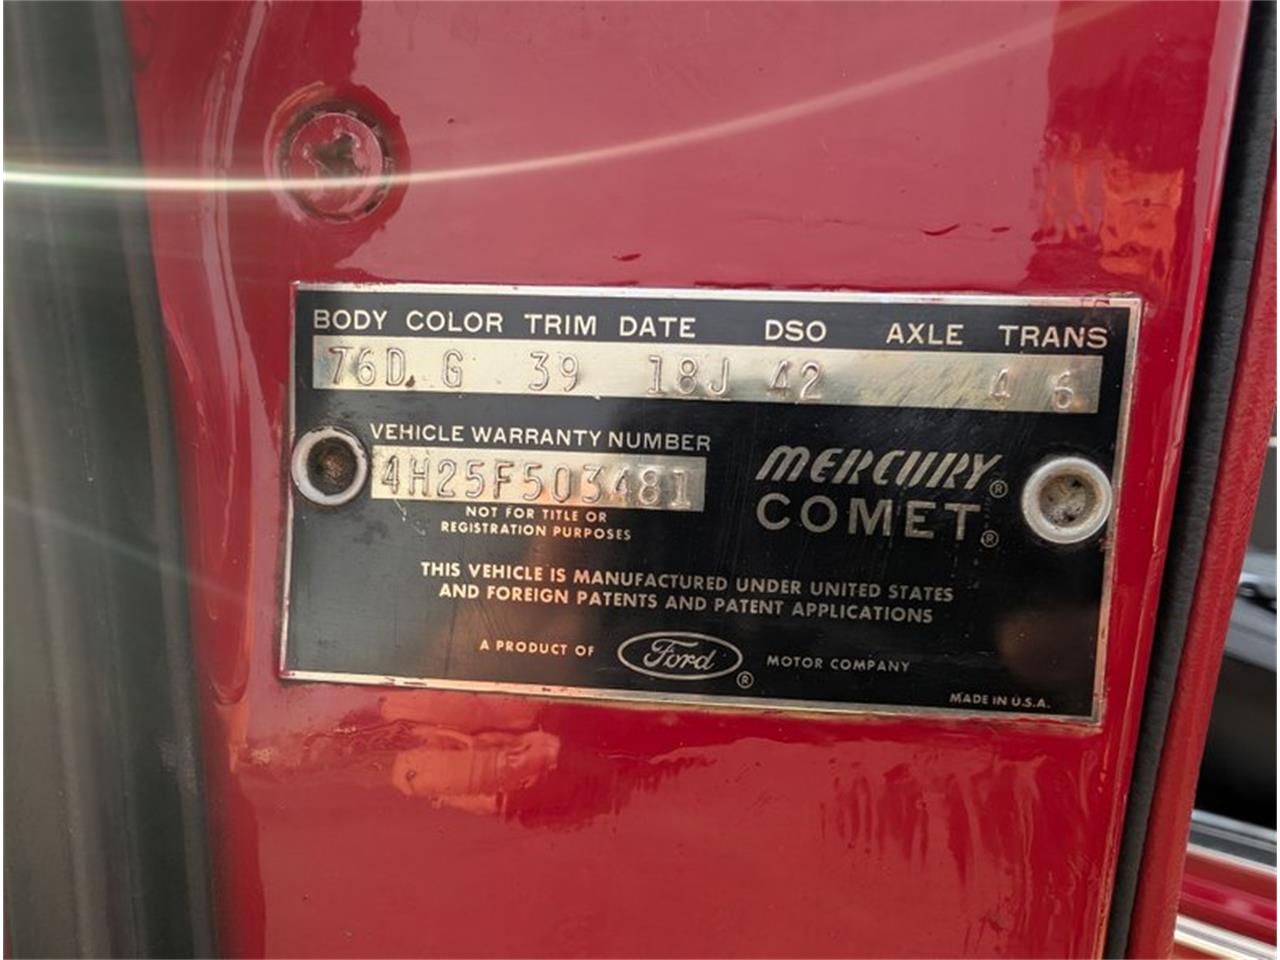 BODY COLOR TRIM DATE DSO AXLE TRANS
76D G 39 18J 42 4 6
VEHICLE WARRANTY NUMBER
4H25F503481
NOT FOR TITLE OR
REGISTRATION PURPOSES
MERCURY®
COMET®
THIS VEHICLE IS MANUFACTURED UNDER UNITED STATES
AND FOREIGN PATENTS AND PATENT APPLICATIONS
A PRODUCT OF Ford® MOTOR COMPANY
MADE IN U.S.A.